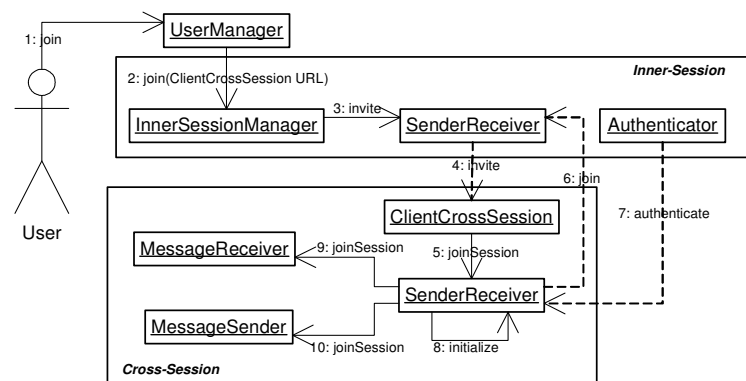 1: join
UserManager
2: join(ClientCrossSession URL)
Inner-Session
InnerSessionManager
3: invite
SenderReceiver
Authenticator
4: invite
6: join
7: authenticate
User
ClientCrossSession
MessageReceiver
9: joinSession
5: joinSession
SenderReceiver
MessageSender
10: joinSession
8: initialize
Cross-Session